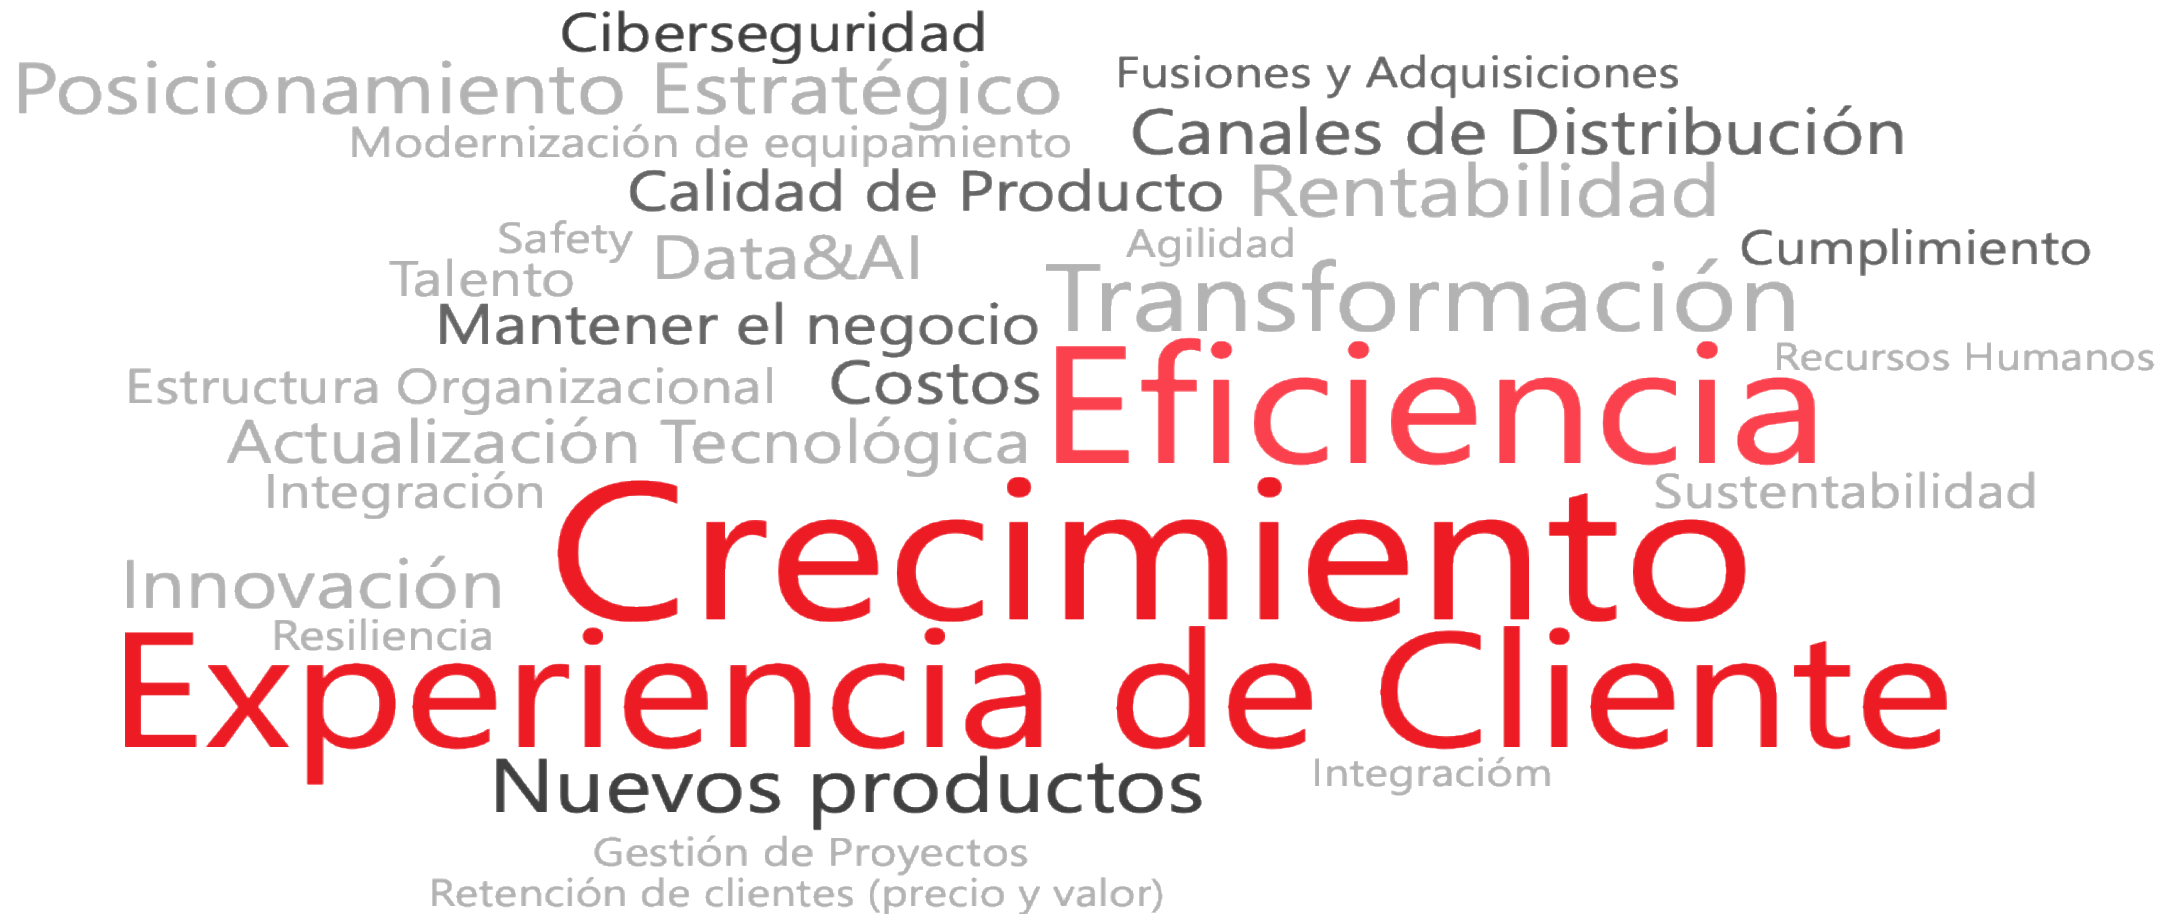 Ciberseguridad
Posicionamiento Estratégico
Fusiones y Adquisiciones
Modernización de equipamiento
Canales de Distribución
Calidad de Producto
Rentabilidad
Safety
Data&AI
Agilidad
Cumplimiento
Talento
Transformación
Mantener el negocio
Eficiencia
Recursos Humanos
Estructura Organizacional
Costos
Actualización Tecnológica
Integración
Sustentabilidad
Crecimiento
Innovación
Resiliencia
Experiencia de Cliente
Nuevos productos
Integracióm
Gestión de Proyectos
Retención de clientes (precio y valor)